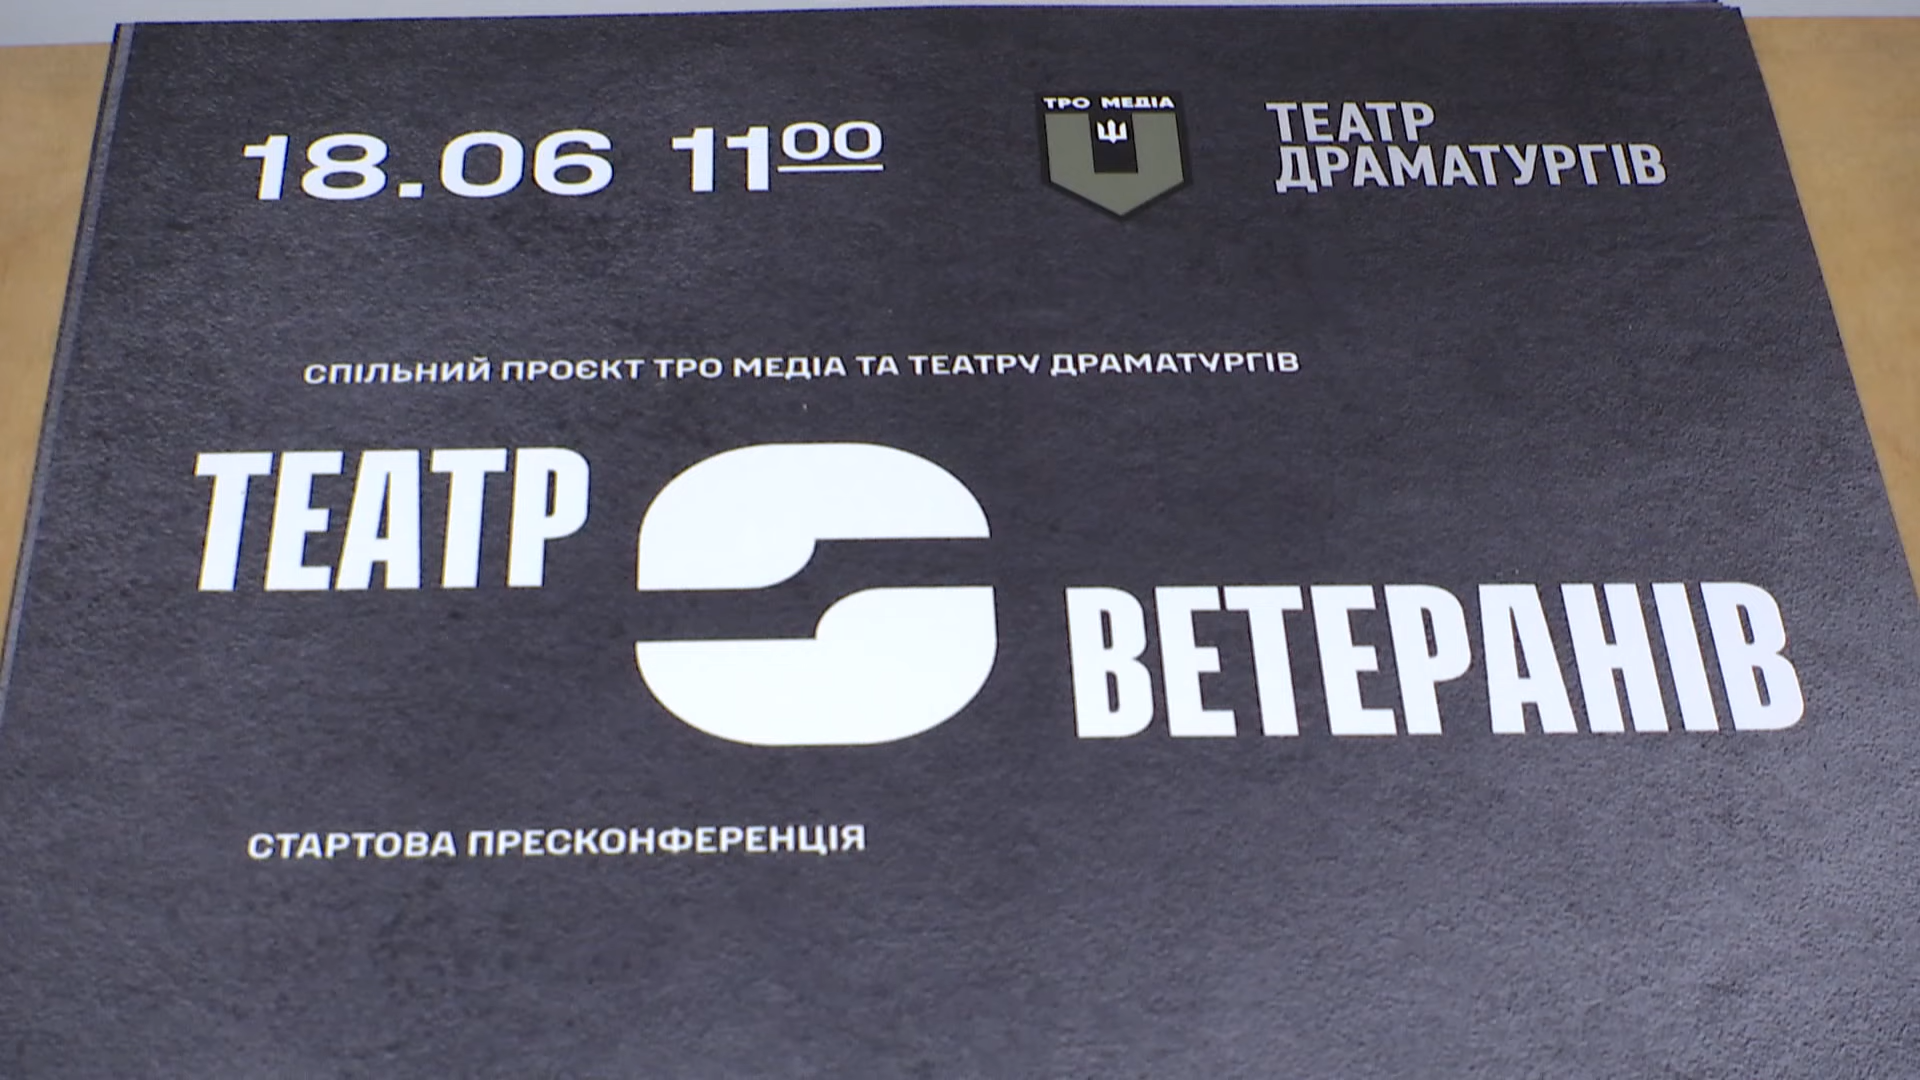 18.06 11⁰⁰
ТРО МЕДІА
ТЕАТР
ДРАМАТУРГІВ
СПІЛЬНИЙ ПРОЄКТ ТРО МЕДІА ТА ТЕАТРУ ДРАМАТУРГІВ
ТЕАТР
ВЕТЕРАНІВ
СТАРТОВА ПРЕСКОНФЕРЕНЦІЯ